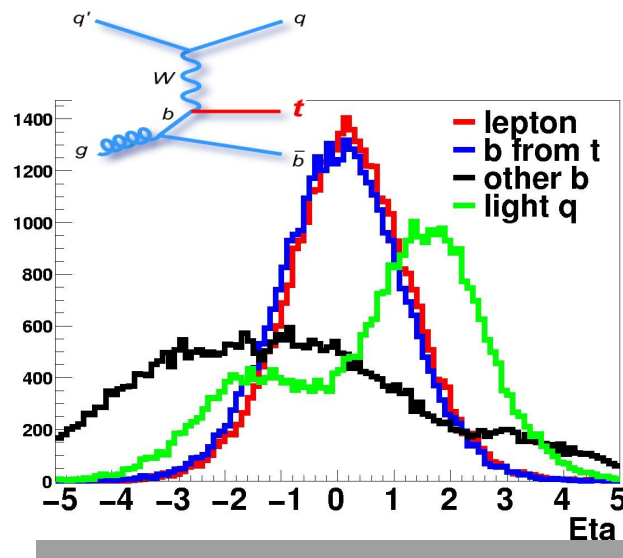 q'
q
W
b
t
g
b̄
1400
1200
1000
800
600
400
200
0
lepton
b from t
other b
light q
−5 −4 −3 −2 −1 0 1 2 3 4 5
Eta